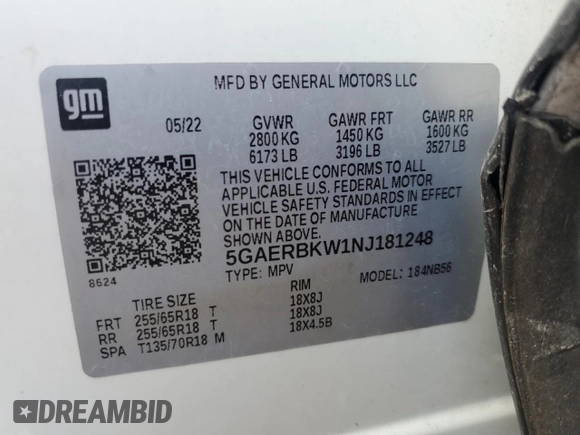 gm
MFD BY GENERAL MOTORS LLC
05/22 GVWR GAWR FRT GAWR RR
2800 KG 1450 KG 1600 KG
6173 LB 3196 LB 3527 LB
THIS VEHICLE CONFORMS TO ALL
APPLICABLE U.S. FEDERAL MOTOR
VEHICLE SAFETY STANDARDS IN EFFECT
ON THE DATE OF MANUFACTURE
SHOWN ABOVE.
8624
5GAERBKW1NJ181248
TYPE: MPV MODEL: 184NB56
TIRE SIZE RIM
FRT 255/65R18 T 18X8J
RR 255/65R18 T 18X8J
SPA T135/70R18 M 18X4.5B
DREAMBID